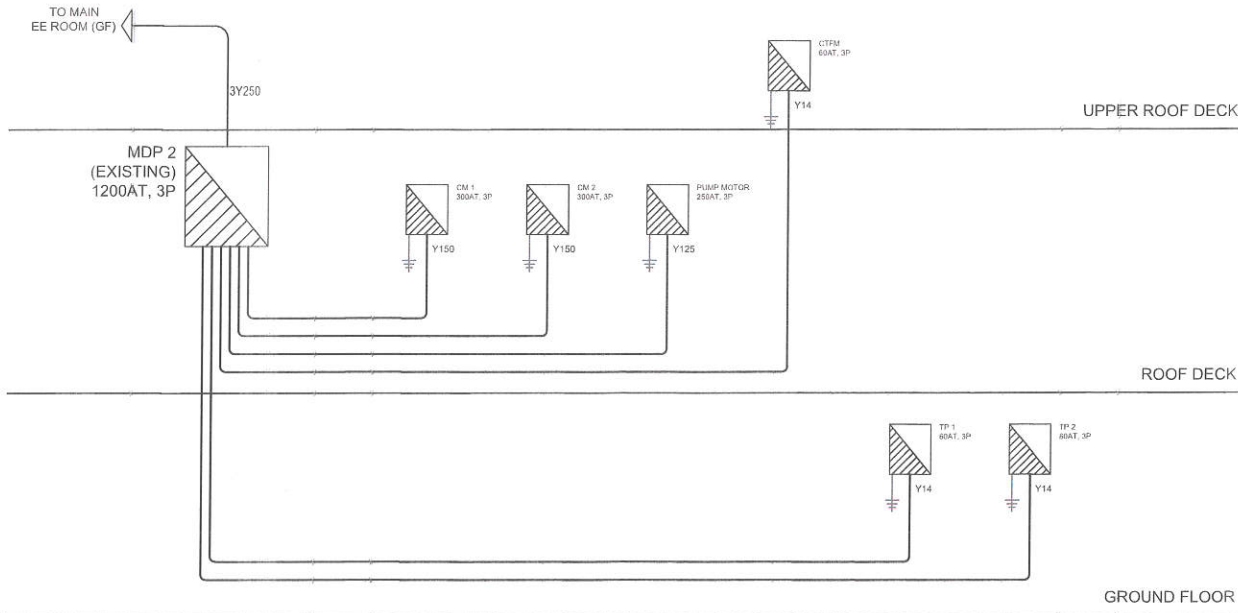 TO MAIN
EE ROOM (GF)
3Y250
CTFM
60AT, 3P
Y14
UPPER ROOF DECK
MDP 2
(EXISTING)
1200AT, 3P
CM 1
300AT, 3P
Y150
CM 2
300AT, 3P
Y150
PUMP MOTOR
250AT, 3P
Y125
ROOF DECK
TP 1
60AT, 3P
Y14
TP 2
60AT, 3P
Y14
GROUND FLOOR